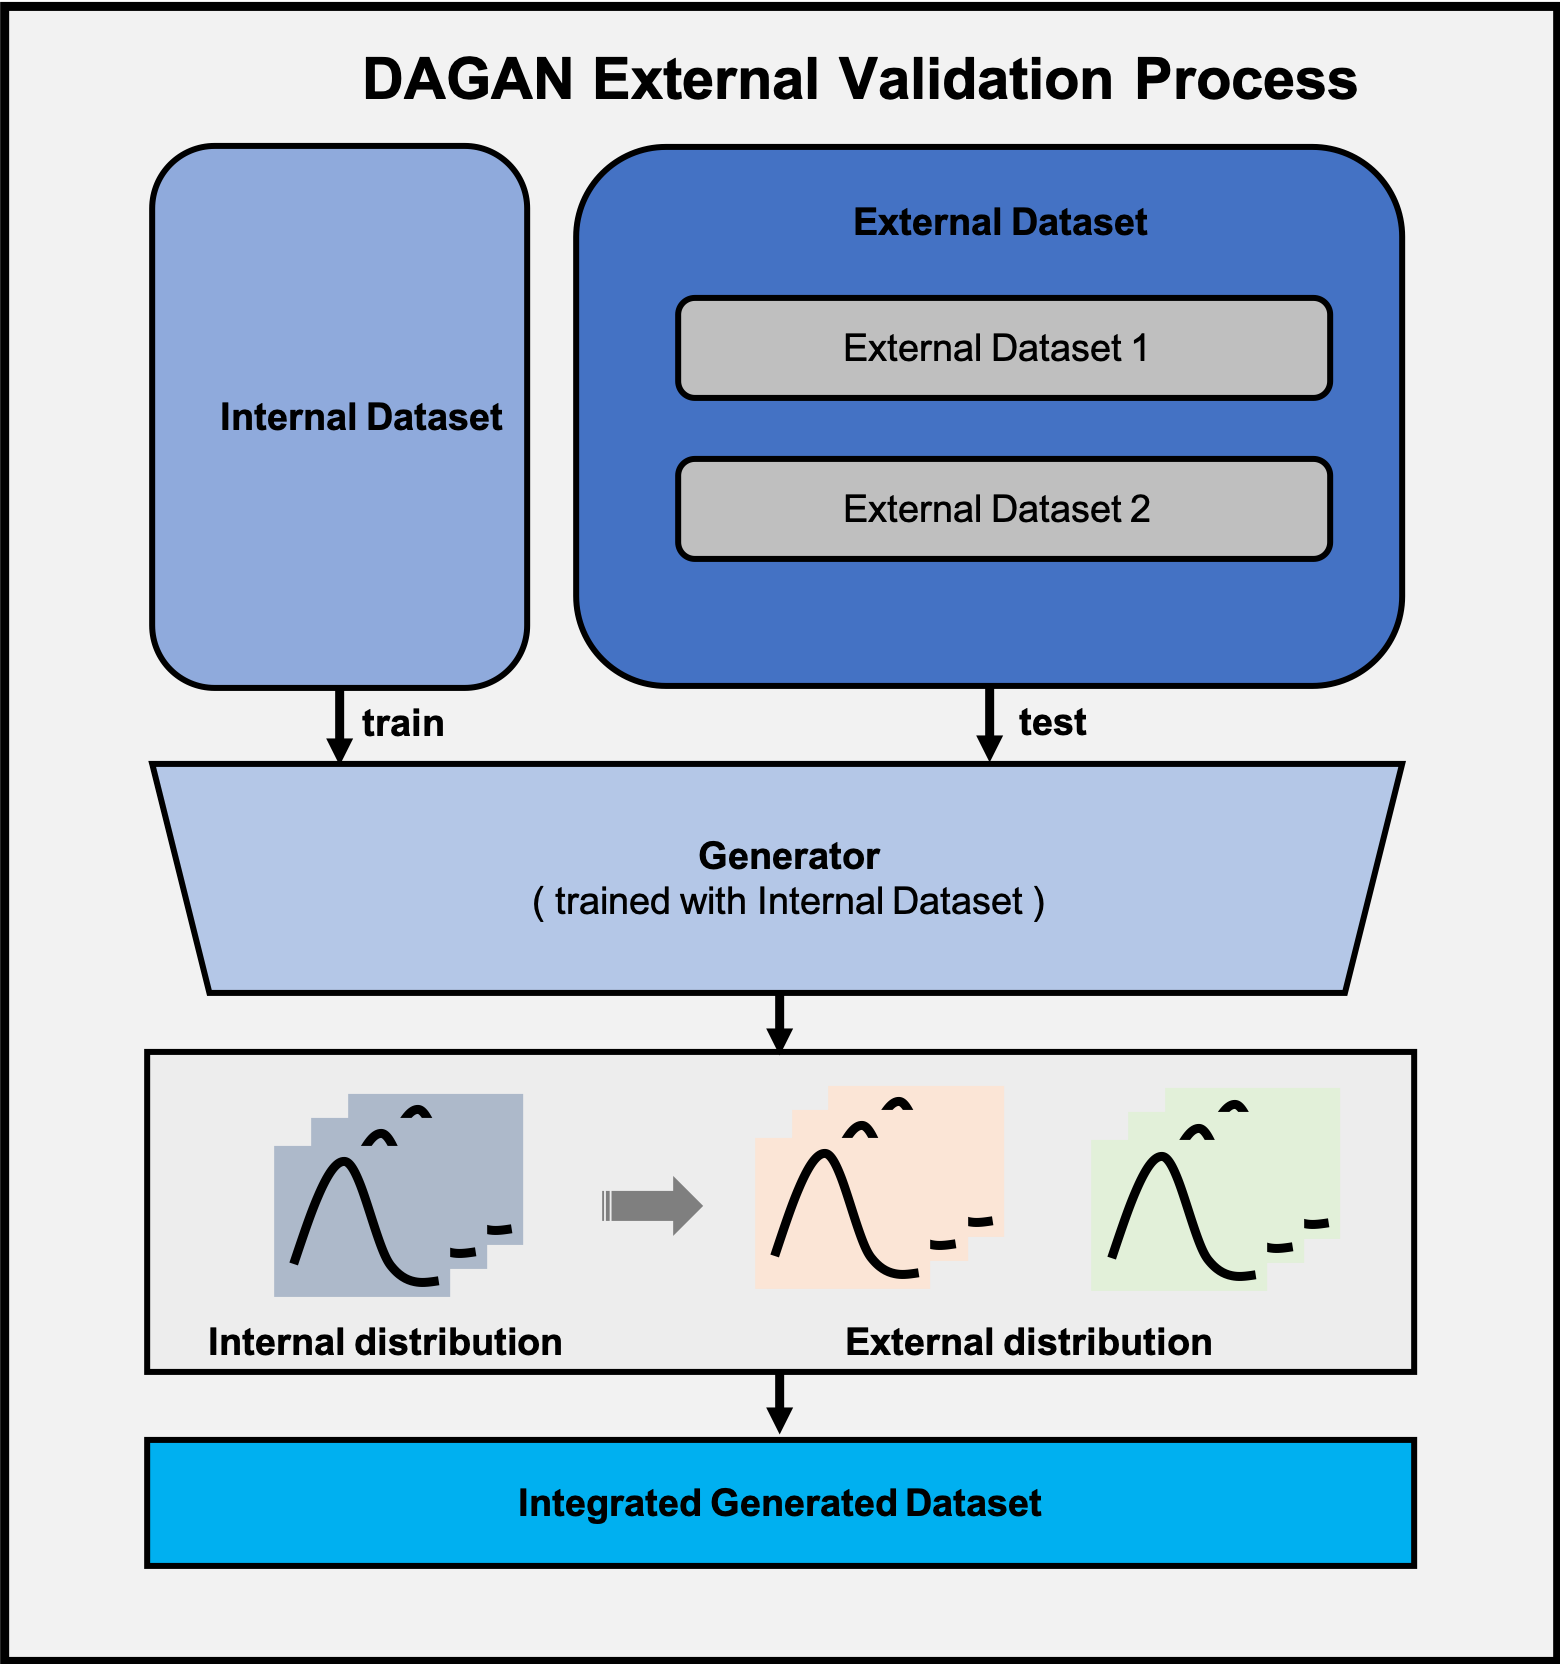 DAGAN External Validation Process
Internal Dataset
External Dataset
External Dataset 1
External Dataset 2
train
test
Generator
( trained with Internal Dataset )
Internal distribution
External distribution
Integrated Generated Dataset